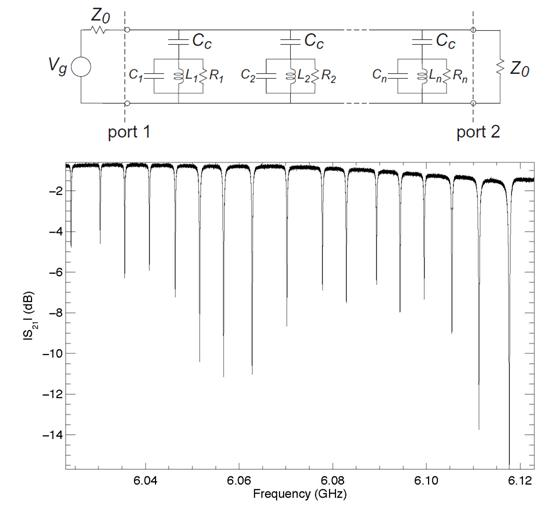 Z0
Vg
Cc
Cc
Cc
C1
L1
R1
C2
L2
R2
Cn
Ln
Rn
Z0
port 1
port 2
−2
−4
−6
−8
−10
−12
−14
|S21| (dB)
6.04
6.06
6.08
6.10
6.12
Frequency (GHz)